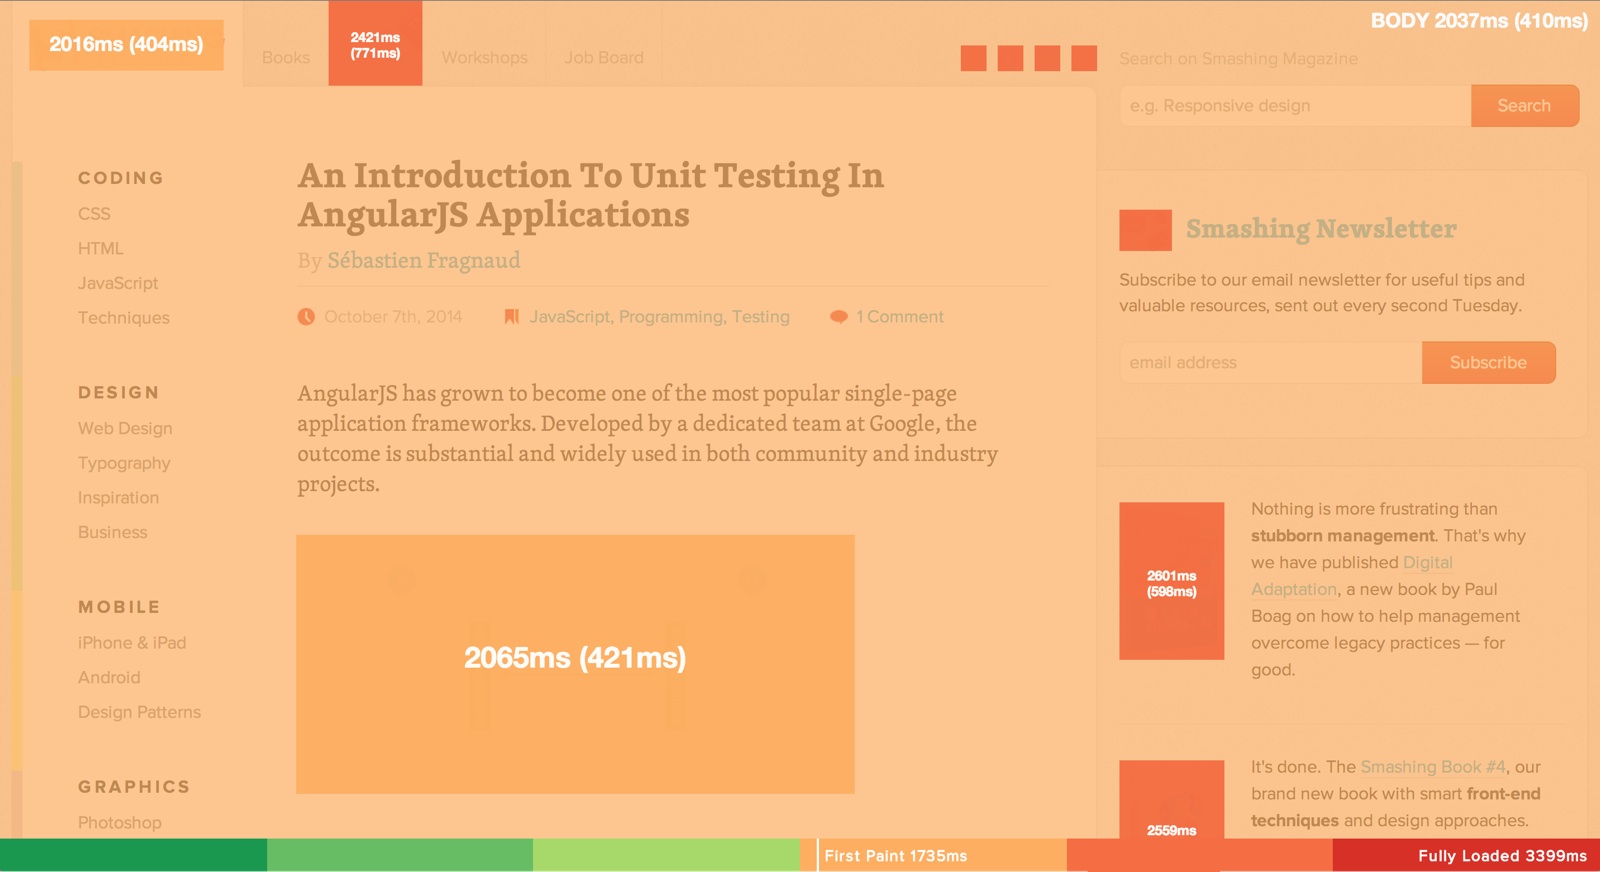 2016ms (404ms)
Books
2421ms
(771ms)
Workshops
Job Board
BODY 2037ms (410ms)
Search on Smashing Magazine
e.g. Responsive design
Search
CODING
CSS
HTML
JavaScript
Techniques
DESIGN
Web Design
Typography
Inspiration
Business
MOBILE
iPhone & iPad
Android
Design Patterns
GRAPHICS
Photoshop
An Introduction To Unit Testing In
AngularJS Applications
By Sébastien Fragnaud
October 7th, 2014
JavaScript, Programming, Testing
1 Comment
AngularJS has grown to become one of the most popular single-page
application frameworks. Developed by a dedicated team at Google, the
outcome is substantial and widely used in both community and industry
projects.
2065ms (421ms)
Smashing Newsletter
Subscribe to our email newsletter for useful tips and
valuable resources, sent out every second Tuesday.
email address
Subscribe
2601ms
(598ms)
Nothing is more frustrating than
stubborn management. That's why
we have published Digital
Adaptation, a new book by Paul
Boag on how to help management
overcome legacy practices — for
good.
2559ms
It's done. The Smashing Book #4, our
brand new book with smart front-end
techniques and design approaches.
First Paint 1735ms
Fully Loaded 3399ms